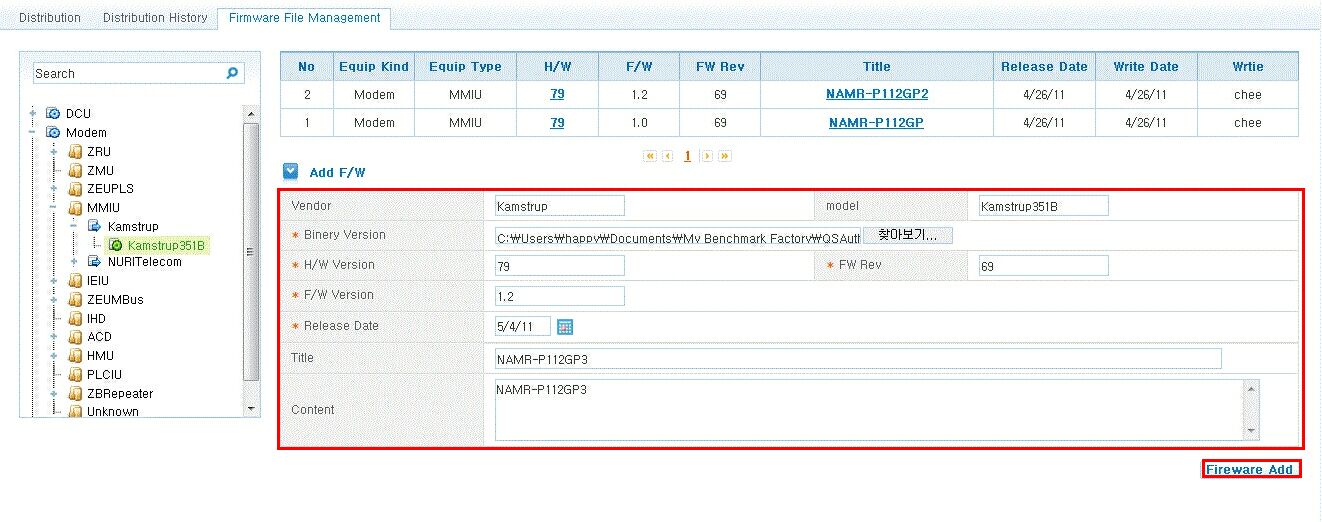 Distribution Distribution History Firmware File Management
Search
DCU
Modem
ZRU
ZMU
ZEUPLS
MMIU
Kamstrup
Kamstrup351B
NURITelecom
IEIU
ZEUMBus
IHD
ACD
HMU
PLCIU
ZBRepeater
Unknown
No Equip Kind Equip Type H/W F/W FW Rev Title Release Date Write Date Wrtie
2 Modem MMIU 79 1.2 69 NAMR-P112GP2 4/26/11 4/26/11 chee
1 Modem MMIU 79 1.0 69 NAMR-P112GP 4/26/11 4/26/11 chee
1
Add F/W
Vendor Kamstrup model Kamstrup351B
* Binery Version C:₩Users₩happy₩Documents₩My Benchmark Factory₩QSAuth 찾아보기...
* H/W Version 79 * FW Rev 69
* F/W Version 1.2
* Release Date 5/4/11
Title NAMR-P112GP3
Content NAMR-P112GP3
Fireware Add